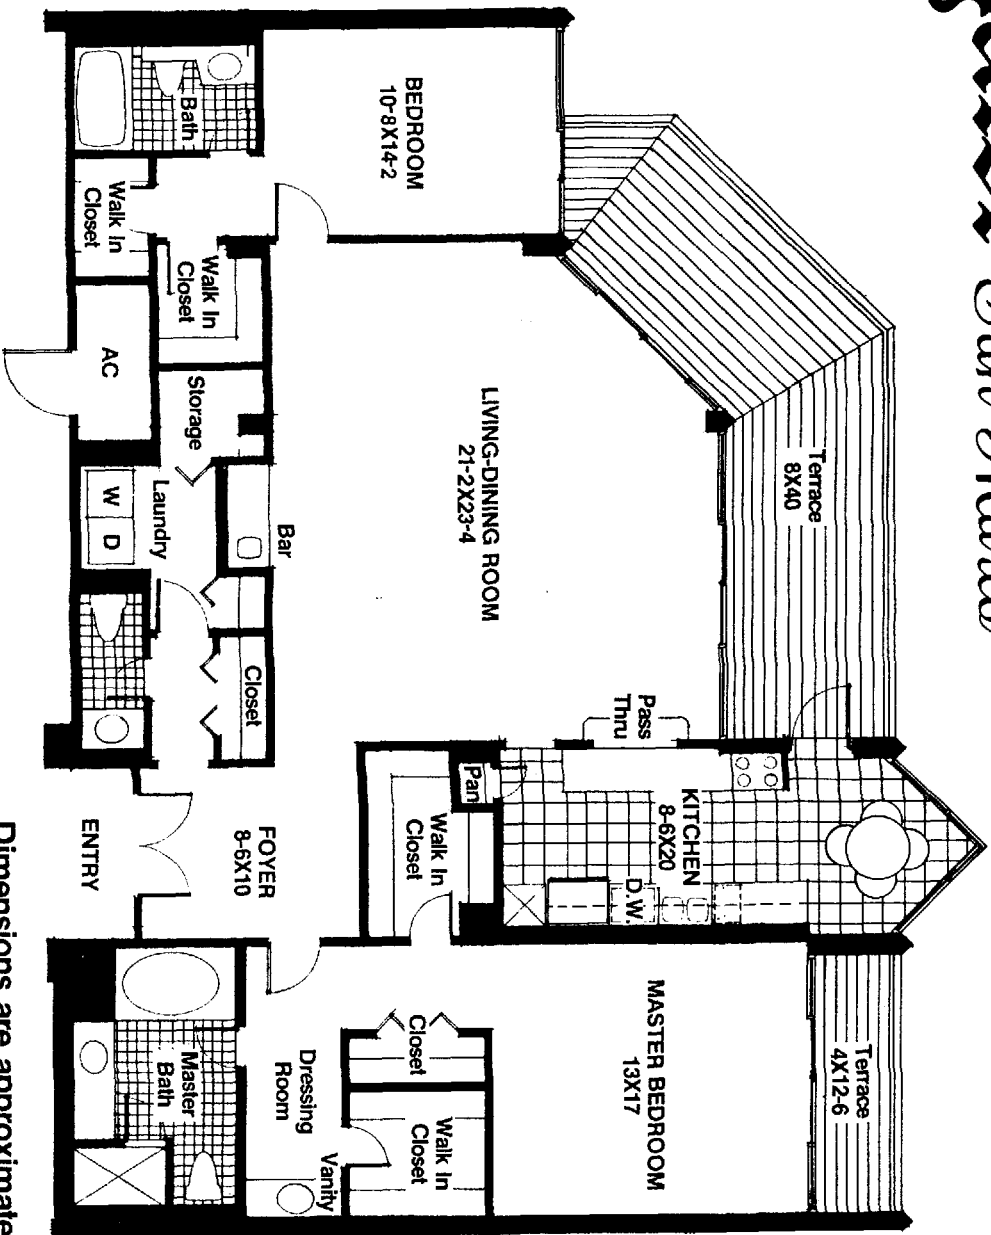 Terrace
8X40
Terrace
4X12-6
BEDROOM
10-8X14-2
LIVING-DINING ROOM
21-2X23-4
Pass
Thru
KITCHEN
8-6X20
D.W.
Pan
MASTER BEDROOM
13X17
Walk In
Closet
Closet
Walk In
Closet
Bath
Walk In
Closet
Walk In
Closet
AC
Storage
Bar
Laundry
W
D
Closet
FOYER
8-6X10
ENTRY
Dressing
Room
Vanity
Master
Bath
Dimensions are approximate